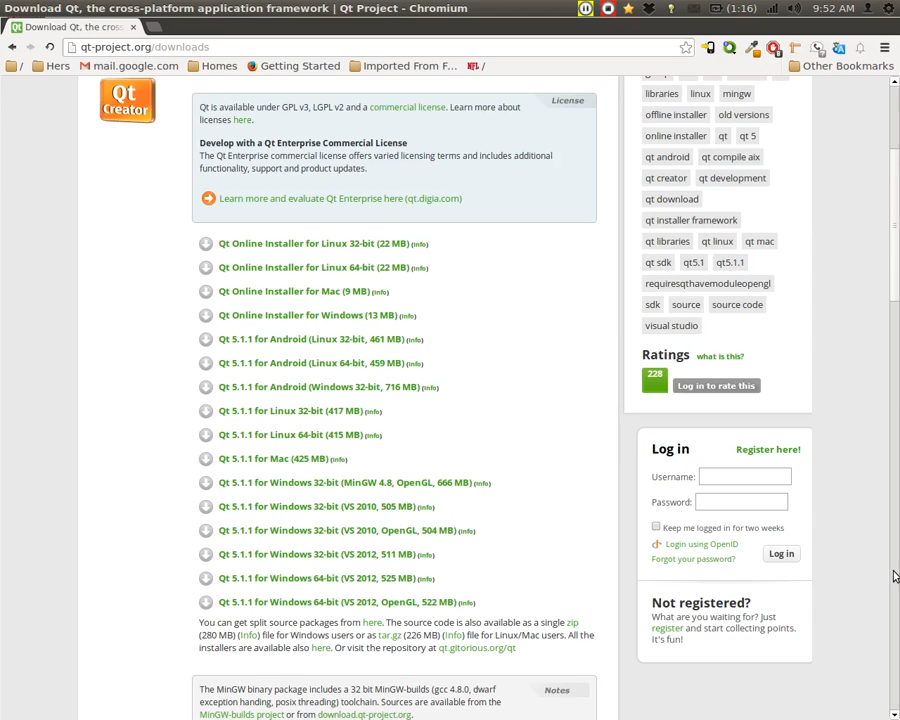 Download Qt, the cross-platform application framework | Qt Project - Chromium
(1:16)
9:52 AM
Download Qt, the cross
qt-project.org/downloads
/
Hers
mail.google.com
Homes
Getting Started
Imported From F...
NFL /
Other Bookmarks
Qt
Creator
License
Qt is available under GPL v3, LGPL v2 and a commercial license. Learn more about
licenses here.
Develop with a Qt Enterprise Commercial License
The Qt Enterprise commercial license offers varied licensing terms and includes additional
functionality, support and product updates.
Learn more and evaluate Qt Enterprise here (qt.digia.com)
Qt Online Installer for Linux 32-bit (22 MB) (Info)
Qt Online Installer for Linux 64-bit (22 MB) (Info)
Qt Online Installer for Mac (9 MB) (Info)
Qt Online Installer for Windows (13 MB) (Info)
Qt 5.1.1 for Android (Linux 32-bit, 461 MB) (Info)
Qt 5.1.1 for Android (Linux 64-bit, 459 MB) (Info)
Qt 5.1.1 for Android (Windows 32-bit, 716 MB) (Info)
Qt 5.1.1 for Linux 32-bit (417 MB) (Info)
Qt 5.1.1 for Linux 64-bit (415 MB) (Info)
Qt 5.1.1 for Mac (425 MB) (Info)
Qt 5.1.1 for Windows 32-bit (MinGW 4.8, OpenGL, 666 MB) (Info)
Qt 5.1.1 for Windows 32-bit (VS 2010, 505 MB) (Info)
Qt 5.1.1 for Windows 32-bit (VS 2010, OpenGL, 504 MB) (Info)
Qt 5.1.1 for Windows 32-bit (VS 2012, 511 MB) (Info)
Qt 5.1.1 for Windows 64-bit (VS 2012, 525 MB) (Info)
Qt 5.1.1 for Windows 64-bit (VS 2012, OpenGL, 522 MB) (Info)
You can get split source packages from here. The source code is also available as a single zip
(280 MB) (Info) file for Windows users or as tar.gz (226 MB) (Info) file for Linux/Mac users. All the
installers are available also here. Or visit the repository at qt.gitorious.org/qt
Notes
The MinGW binary package includes a 32 bit MinGW-builds (gcc 4.8.0, dwarf
exception handing, posix threading) toolchain. Sources are available from the
MinGW-builds project or from download.qt-project.org.
libraries linux mingw
offline installer old versions
online installer qt qt 5
qt android qt compile aix
qt creator qt development
qt download
qt installer framework
qt libraries qt linux qt mac
qt sdk qt5.1 qt5.1.1
requiresqthavemoduleopengl
sdk source source code
visual studio
Ratings what is this?
228
Log in to rate this
Log in Register here!
Username:
Password:
Keep me logged in for two weeks
Login using OpenID
Forgot your password?
Log in
Not registered?
What are you waiting for? Just
register and start collecting points.
It's fun!